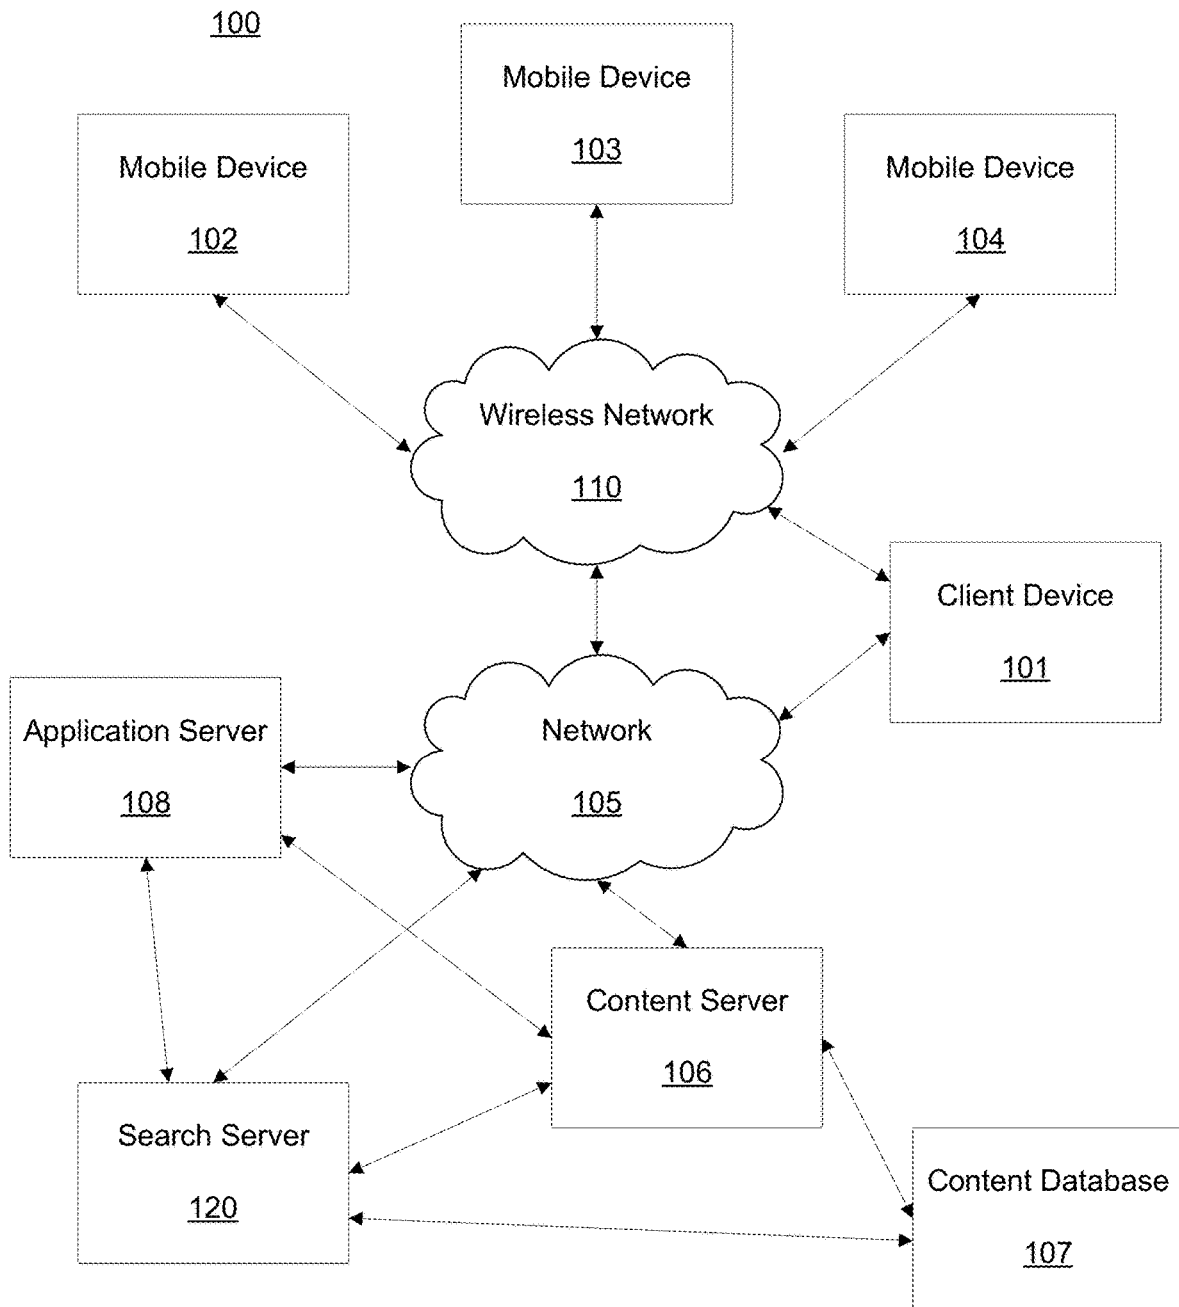 100
Mobile Device
103
Mobile Device
102
Mobile Device
104
Wireless Network
110
Client Device
101
Application Server
108
Network
105
Content Server
106
Search Server
120
Content Database
107